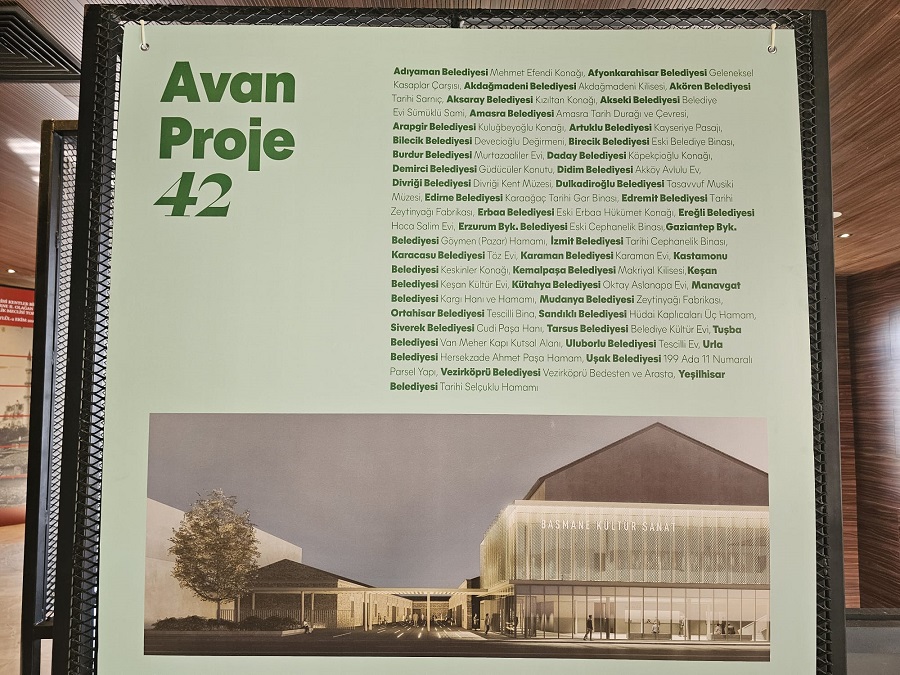 Avan
Proje
42
Adıyaman Belediyesi Mehmet Efendi Konağı, Afyonkarahisar Belediyesi Geleneksel
Kasaplar Çarşısı, Akdağmadeni Belediyesi Akdağmadeni Kilisesi, Akören Belediyesi
Tarihi Sarnıç, Aksaray Belediyesi Kızıltan Konağı, Akseki Belediyesi Belediye
Evi Sümüklü Sami, Amasra Belediyesi Amasra Tarih Durağı ve Çevresi,
Arapgir Belediyesi Kuluğbeyoğlu Konağı, Artuklu Belediyesi Kayseriye Pasajı,
Bilecik Belediyesi Devecioğlu Değirmeni, Birecik Belediyesi Eski Belediye Binası,
Burdur Belediyesi Murtazaaliler Evi, Daday Belediyesi Köpekçioğlu Konağı,
Demirci Belediyesi Güdücüler Konutu, Didim Belediyesi Akköy Avlulu Ev,
Divriği Belediyesi Divriği Kent Müzesi, Dulkadiroğlu Belediyesi Tasavvuf Musiki
Müzesi, Edirne Belediyesi Karaağaç Tarihi Gar Binası, Edremit Belediyesi Tarihi
Zeytinyağı Fabrikası, Erbaa Belediyesi Eski Erbaa Hükümet Konağı, Ereğli Belediyesi
Hoca Salim Evi, Erzurum Byk. Belediyesi Eski Cephanelik Binası,Gaziantep Byk.
Belediyesi Göymen (Pazar) Hamamı, İzmit Belediyesi Tarihi Cephanelik Binası,
Karacasu Belediyesi Töz Evi, Karaman Belediyesi Karaman Evi, Kastamonu
Belediyesi Keskinler Konağı, Kemalpaşa Belediyesi Makriyal Kilisesi,Keşan
Belediyesi Keşan Kültür Evi, Kütahya Belediyesi Oktay Aslanapa Evi, Manavgat
Belediyesi Kargı Hanı ve Hamamı, Mudanya Belediyesi Zeytinyağı Fabrikası,
Ortahisar Belediyesi Tescilli Bina, Sandıklı Belediyesi Hüdai Kaplıcaları Üç Hamam,
Siverek Belediyesi Cudi Paşa Hanı, Tarsus Belediyesi Belediye Kültür Evi, Tuşba
Belediyesi Van Meher Kapı Kutsal Alanı, Uluborlu Belediyesi Tescilli Ev, Urla
Belediyesi Hersekzade Ahmet Paşa Hamamı, Uşak Belediyesi 199 Ada 11 Numaralı
Parsel Yapı, Vezirköprü Belediyesi Vezirköprü Bedesten ve Arasta, Yeşilhisar
Belediyesi Tarihi Selçuklu Hamamı
BASMANE KÜLTÜR SANAT